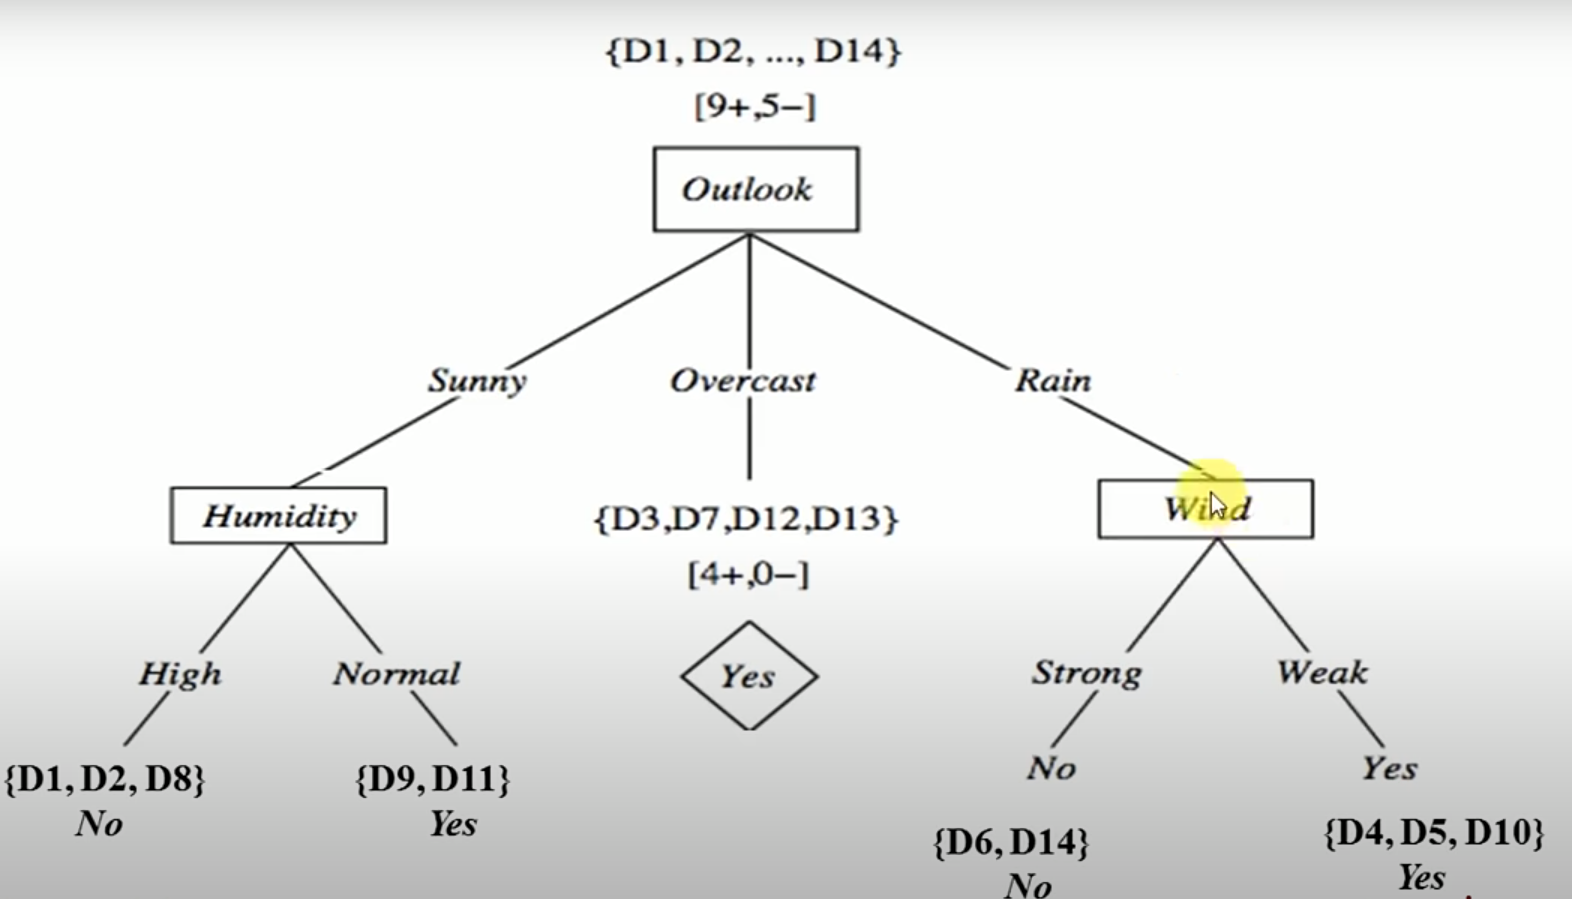 {D1, D2, ..., D14}
[9+,5−]
Outlook
Sunny
Overcast
Rain
Humidity
{D3,D7,D12,D13}
[4+,0−]
Wind
High
Normal
Yes
Strong
Weak
{D1, D2, D8}
No
{D9, D11}
Yes
No
Yes
{D6, D14}
No
{D4, D5, D10}
Yes